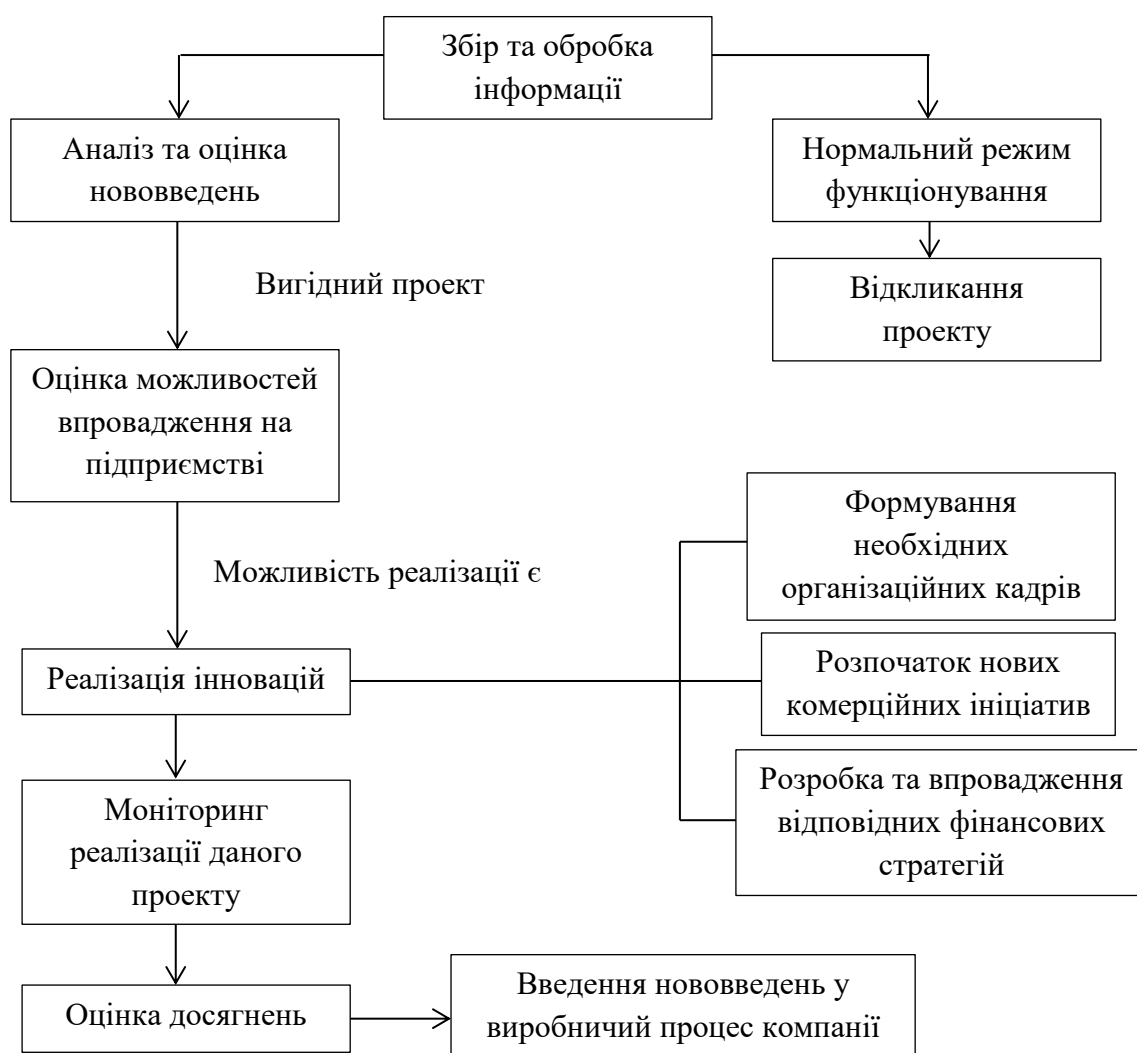 Збір та обробка
інформації
Аналіз та оцінка
нововведень
Нормальний режим
функціонування
Вигідний проект
Відкликання
проекту
Оцінка можливостей
впровадження на
підприємстві
Можливість реалізації є
Формування
необхідних
організаційних кадрів
Реалізація інновацій
Розпочаток нових
комерційних ініціатив
Розробка та впровадження
відповідних фінансових
стратегій
Моніторинг
реалізації даного
проекту
Оцінка досягнень
Введення нововведень у
виробничий процес компанії